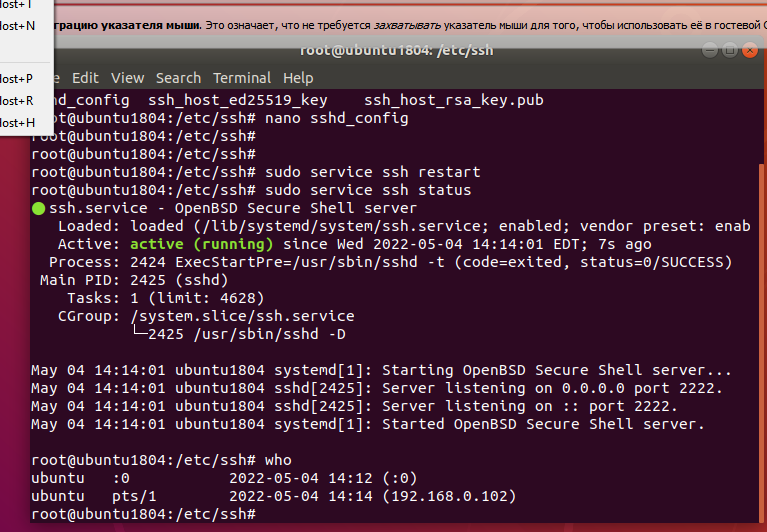 Host+T
Host+N
Host+P
Host+R
Host+H
грацию указателя мыши. Это означает, что не требуется захватывать указатель мыши для того, чтобы использовать её в гостевой
root@ubuntu1804: /etc/ssh
Edit View Search Terminal Help
sshd_config ssh_host_ed25519_key ssh_host_rsa_key.pub
root@ubuntu1804:/etc/ssh# nano sshd_config
root@ubuntu1804:/etc/ssh#
root@ubuntu1804:/etc/ssh#
root@ubuntu1804:/etc/ssh# sudo service ssh restart
root@ubuntu1804:/etc/ssh# sudo service ssh status
● ssh.service - OpenBSD Secure Shell server
Loaded: loaded (/lib/systemd/system/ssh.service; enabled; vendor preset: enab
Active: active (running) since Wed 2022-05-04 14:14:01 EDT; 7s ago
Process: 2424 ExecStartPre=/usr/sbin/sshd -t (code=exited, status=0/SUCCESS)
Main PID: 2425 (sshd)
Tasks: 1 (limit: 4628)
CGroup: /system.slice/ssh.service
└─2425 /usr/sbin/sshd -D
May 04 14:14:01 ubuntu1804 systemd[1]: Starting OpenBSD Secure Shell server...
May 04 14:14:01 ubuntu1804 sshd[2425]: Server listening on 0.0.0.0 port 2222.
May 04 14:14:01 ubuntu1804 sshd[2425]: Server listening on :: port 2222.
May 04 14:14:01 ubuntu1804 systemd[1]: Started OpenBSD Secure Shell server.
root@ubuntu1804:/etc/ssh# who
ubuntu :0 2022-05-04 14:12 (:0)
ubuntu pts/1 2022-05-04 14:14 (192.168.0.102)
root@ubuntu1804:/etc/ssh#